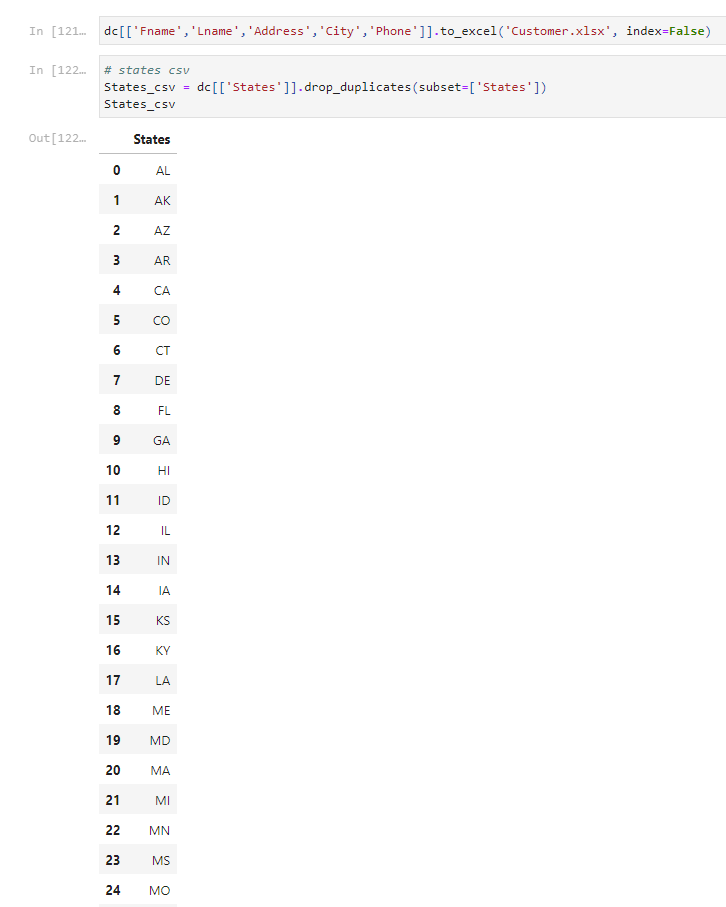 In [121… dc[['Fname','Lname','Address','City','Phone']].to_excel('Customer.xlsx', index=False)
In [122… # states csv
States_csv = dc[['States']].drop_duplicates(subset=['States'])
States_csv
Out[122… States
0 AL
1 AK
2 AZ
3 AR
4 CA
5 CO
6 CT
7 DE
8 FL
9 GA
10 HI
11 ID
12 IL
13 IN
14 IA
15 KS
16 KY
17 LA
18 ME
19 MD
20 MA
21 MI
22 MN
23 MS
24 MO